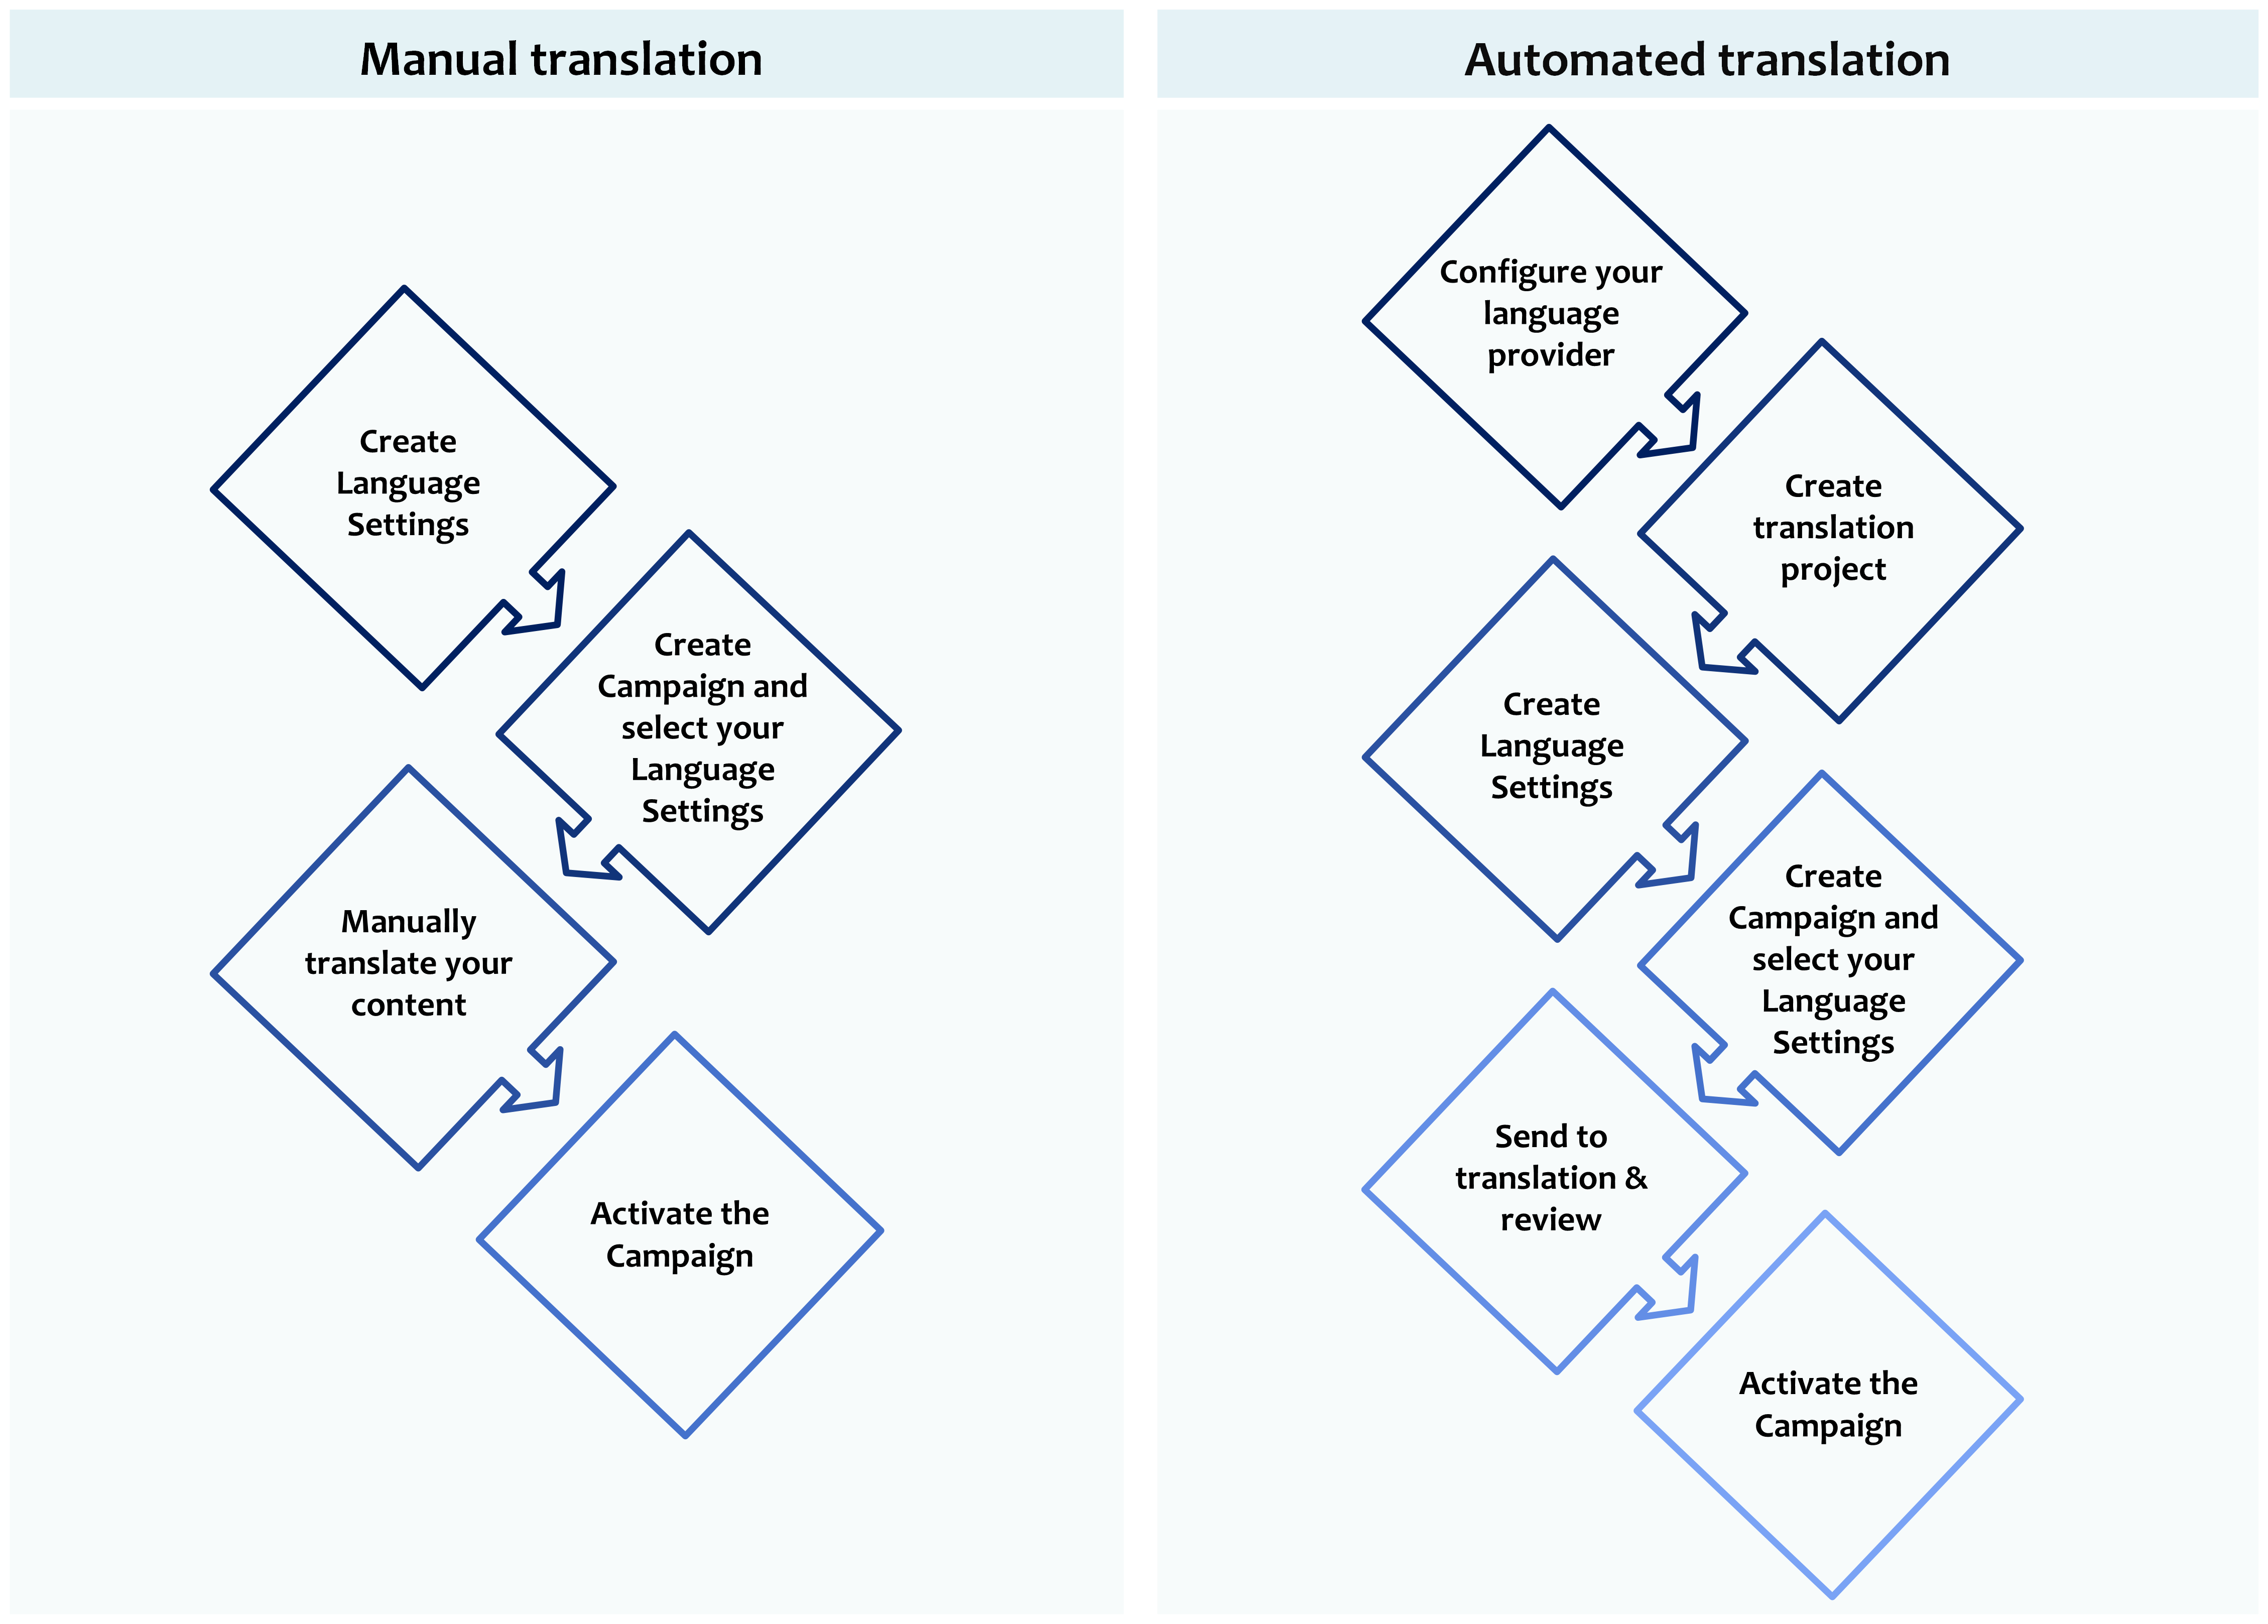 Manual translation
Create
Language
Settings
Create
Campaign and
select your
Language
Settings
Manually
translate your
content
Activate the
Campaign
Automated translation
Configure your
language
provider
Create
translation
project
Create
Language
Settings
Create
Campaign and
select your
Language
Settings
Send to
translation &
review
Activate the
Campaign